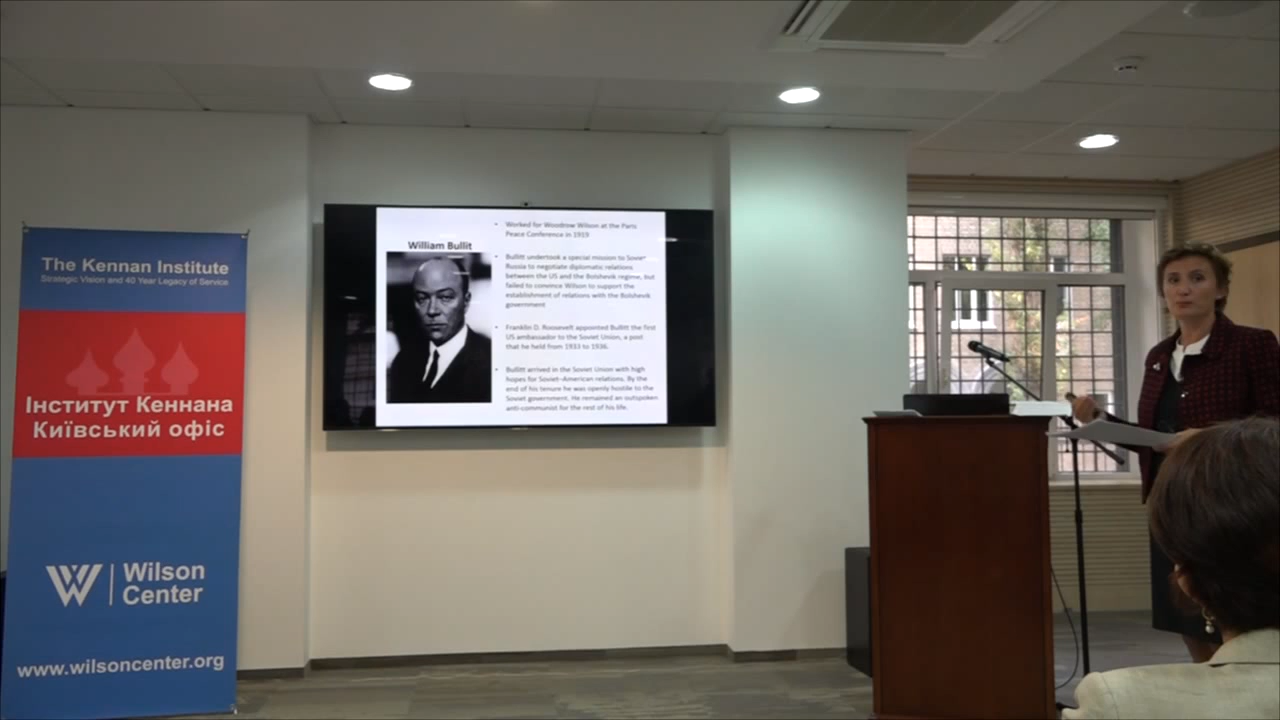 The Kennan Institute
Strategic Vision and 40 Year Legacy of Service
Інститут Кеннана
Київський офіс
W | Wilson
Center
www.wilsoncenter.org
William Bullit
• Worked for Woodrow Wilson at the Paris
Peace Conference in 1919
• Bullitt undertook a special mission to Soviet
Russia to negotiate diplomatic relations
between the US and the Bolshevik regime, but
failed to convince Wilson to support the
establishment of relations with the Bolshevik
government
• Franklin D. Roosevelt appointed Bullitt the first
US ambassador to the Soviet Union, a post
that he held from 1933 to 1936.
• Bullitt arrived in the Soviet Union with high
hopes for Soviet–American relations. By the
end of his tenure he was openly hostile to the
Soviet government. He remained an outspoken
anti-communist for the rest of his life.